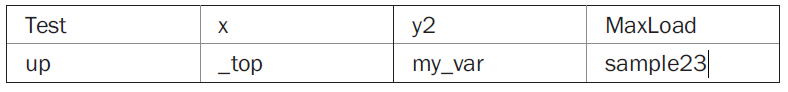 Test x y2 MaxLoad
up _top my_var sample23